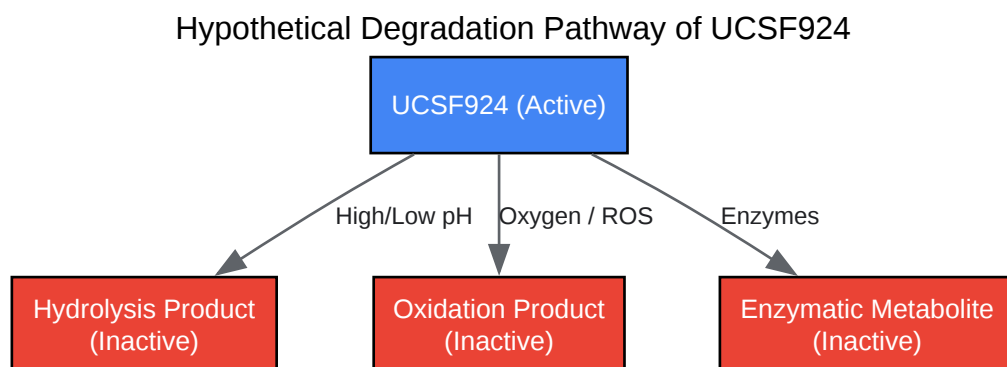 Hypothetical Degradation Pathway of UCSF924
UCSF924 (Active)
High/Low pH
Oxygen / ROS
Enzymes
Hydrolysis Product
(Inactive)
Oxidation Product
(Inactive)
Enzymatic Metabolite
(Inactive)